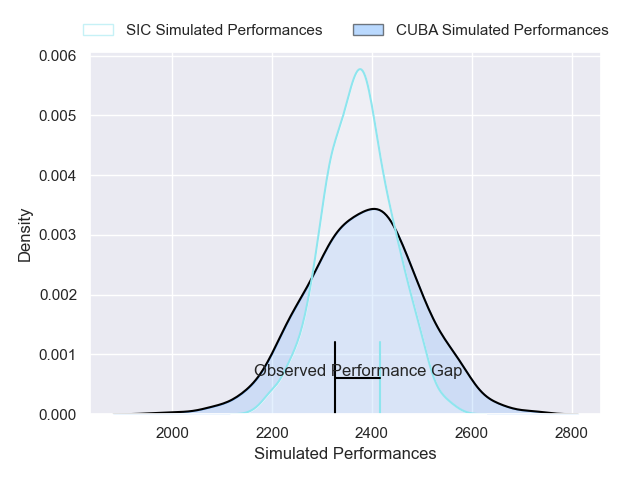 SIC Simulated Performances CUBA Simulated Performances
0.006
0.005
0.004
0.003
0.002
0.001
0.000
Density
Observed Performance Gap
2000 2200 2400 2600 2800
Simulated Performances